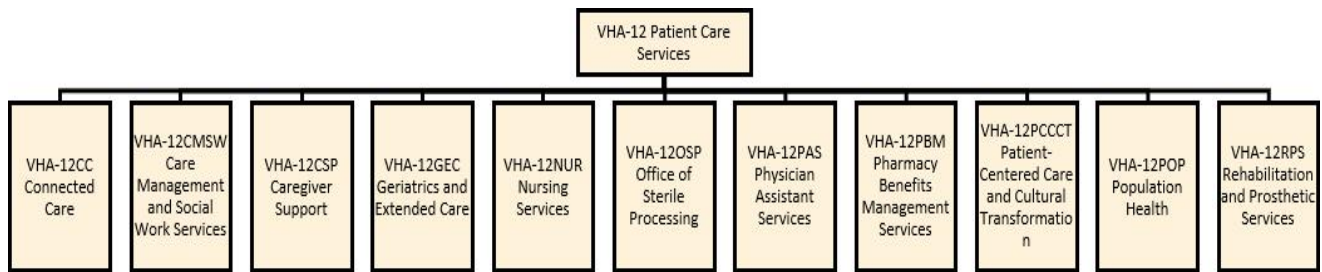 VHA-12 Patient Care
Services
VHA-12CC
Connected
Care
VHA-12CMSW
Care
Management
and Social
Work Services
VHA-12CSP
Caregiver
Support
VHA-12GEC
Geriatrics and
Extended Care
VHA-12NUR
Nursing
Services
VHA-12OSP
Office of
Sterile
Processing
VHA-12PAS
Physician
Assistant
Services
VHA-12PBM
Pharmacy
Benefits
Management
Services
VHA-12PCCCT
Patient-
Centered Care
and Cultural
Transformatio
n
VHA-12POP
Population
Health
VHA-12RPS
Rehabilitation
and Prosthetic
Services